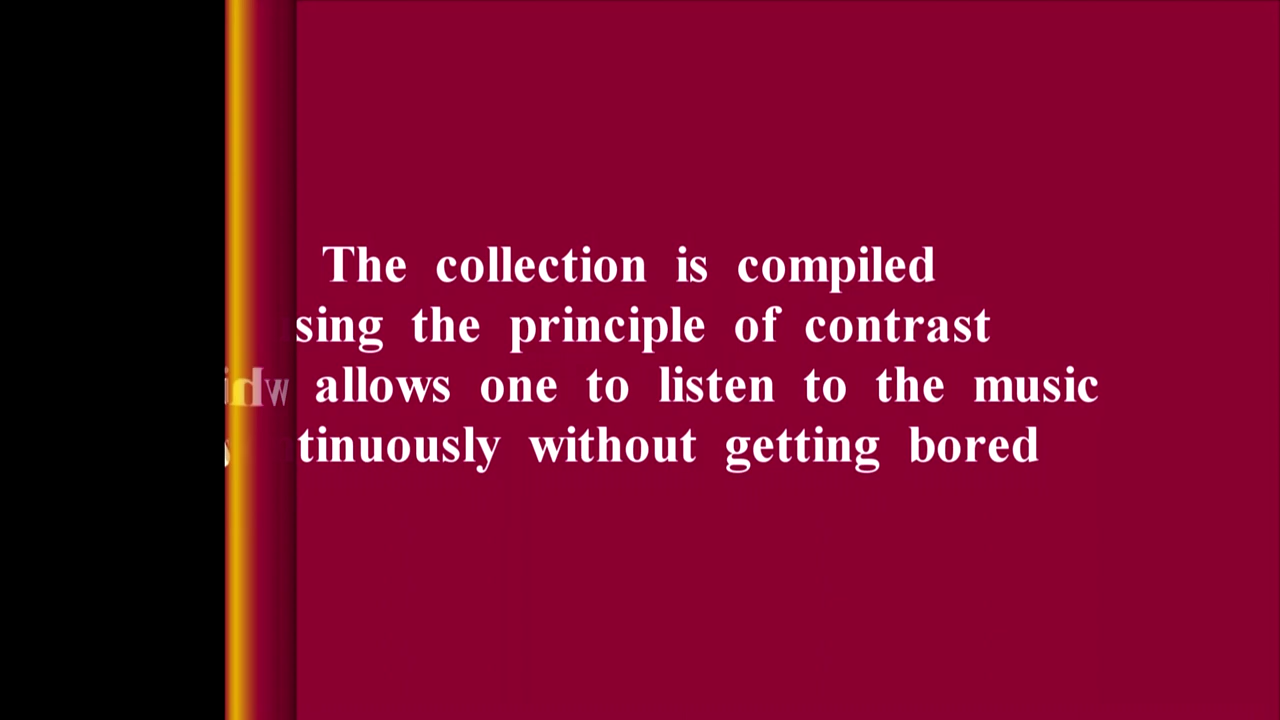 The collection is compiled
sing the principle of contrast
allows one to listen to the music
tinuously without getting bored